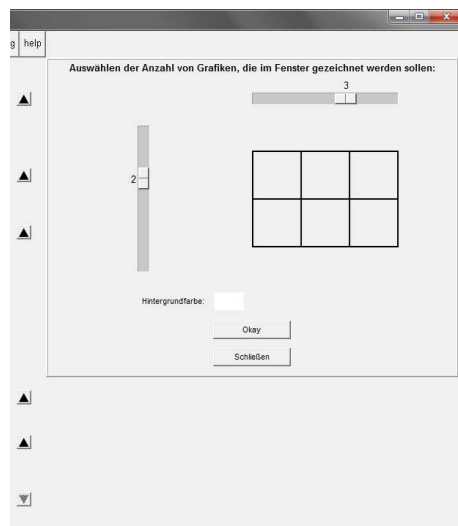 g help
Auswählen der Anzahl von Grafiken, die im Fenster gezeichnet werden sollen:
3
2
Hintergrundfarbe:
Okay
Schließen